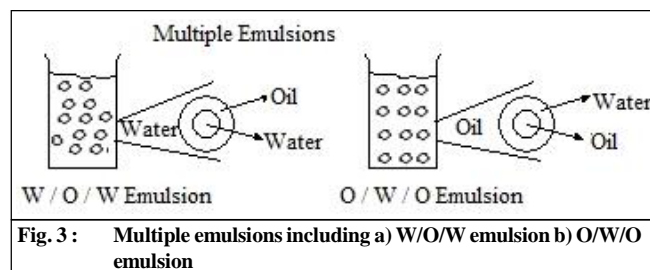 Multiple Emulsions
Oil
Water
Water
W / O / W Emulsion
Water
Oil
Oil
O / W / O Emulsion
Fig. 3 : Multiple emulsions including a) W/O/W emulsion b) O/W/O
emulsion